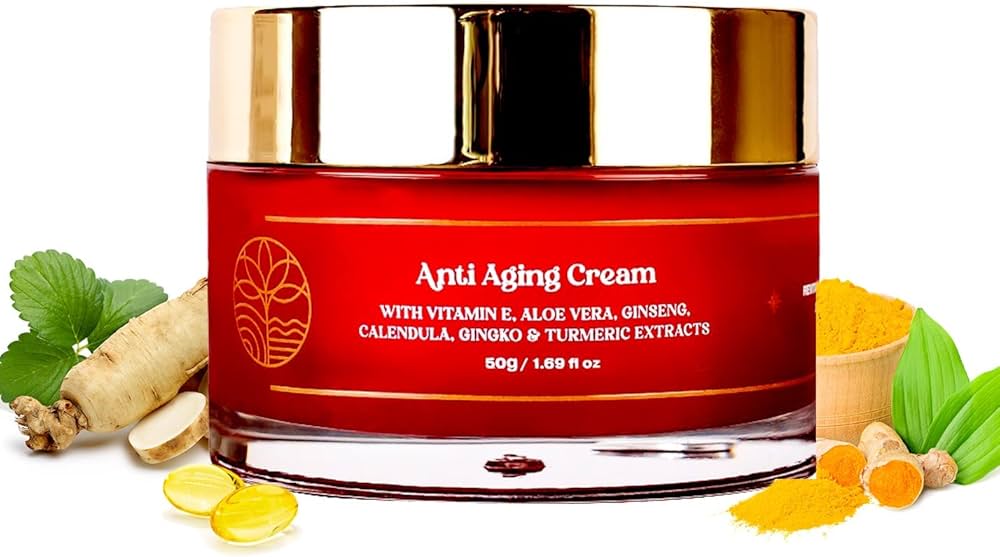 Anti Aging Cream
WITH VITAMIN E, ALOE VERA, GINSENG,
CALENDULA, GINGKO & TURMERIC EXTRACTS
50g / 1.69 fl oz